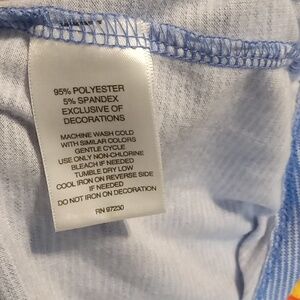 95% POLYESTER
5% SPANDEX
EXCLUSIVE OF
DECORATIONS
MACHINE WASH COLD
WITH SIMILAR COLORS
GENTLE CYCLE
USE ONLY NON-CHLORINE
BLEACH IF NEEDED
TUMBLE DRY LOW
COOL IRON ON REVERSE SIDE
IF NEEDED
DO NOT IRON ON DECORATION
RN 97230